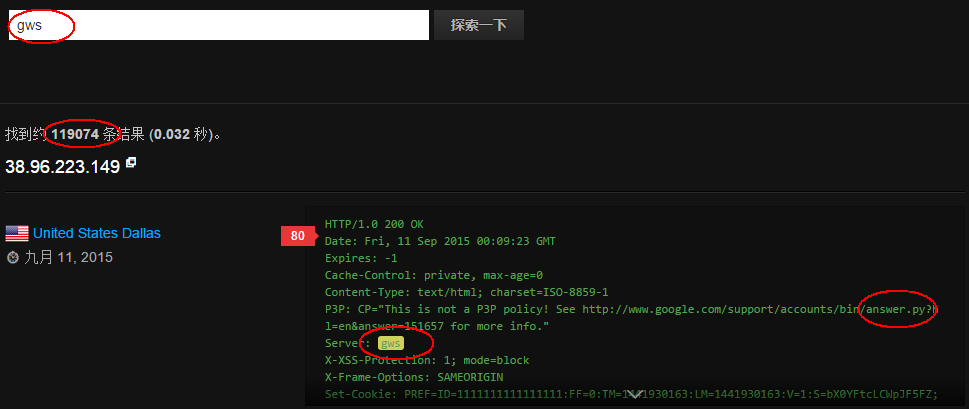 gws
探索一下
找到约 119074 条结果 (0.032 秒)。
38.96.223.149
United States Dallas
九月 11, 2015
80
HTTP/1.0 200 OK
Date: Fri, 11 Sep 2015 00:09:23 GMT
Expires: -1
Cache-Control: private, max-age=0
Content-Type: text/html; charset=ISO-8859-1
P3P: CP="This is not a P3P policy! See http://www.google.com/support/accounts/bin/answer.py?h
l=en&answer=151657 for more info."
Server: gws
X-XSS-Protection: 1; mode=block
X-Frame-Options: SAMEORIGIN
Set-Cookie: PREF=ID=1111111111111111:FF=0:TM=1441930163:LM=1441930163:V=1:S=bX0YFtcLCWpJF5FZ;